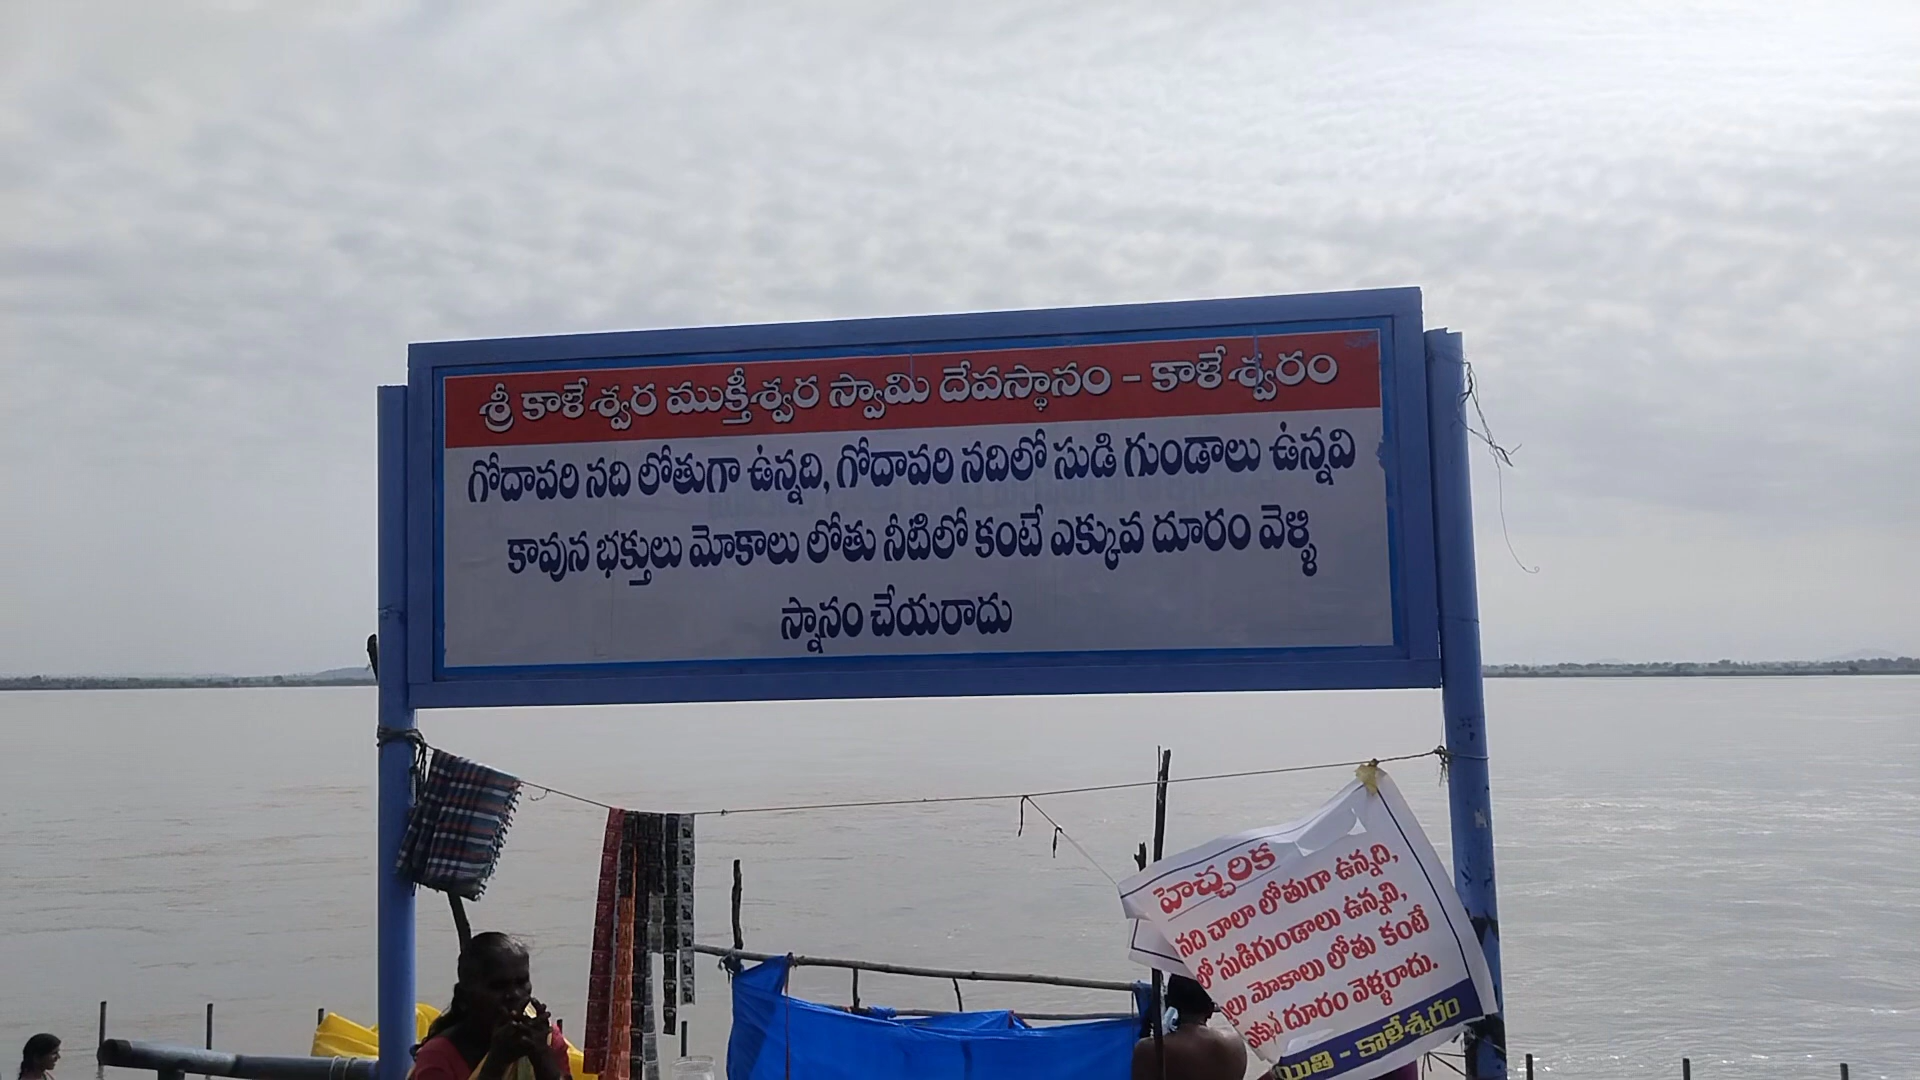 శ్రీ కాళేశ్వర ముక్తీశ్వర స్వామి దేవస్థానం - కాళేశ్వరం
గోదావరి నది లోతుగా ఉన్నది, గోదావరి నదిలో సుడి గుండాలు ఉన్నవి
కావున భక్తులు మోకాలు లోతు నీటిలో కంటే ఎక్కువ దూరం వెళ్ళి
స్నానం చేయరాదు
హెచ్చరిక
నది చాలా లోతుగా ఉన్నది,
సుడిగుండాలు ఉన్నవి,
మోకాలు లోతు కంటే
దూరం వెళ్ళరాదు.
- కాళేశ్వరం